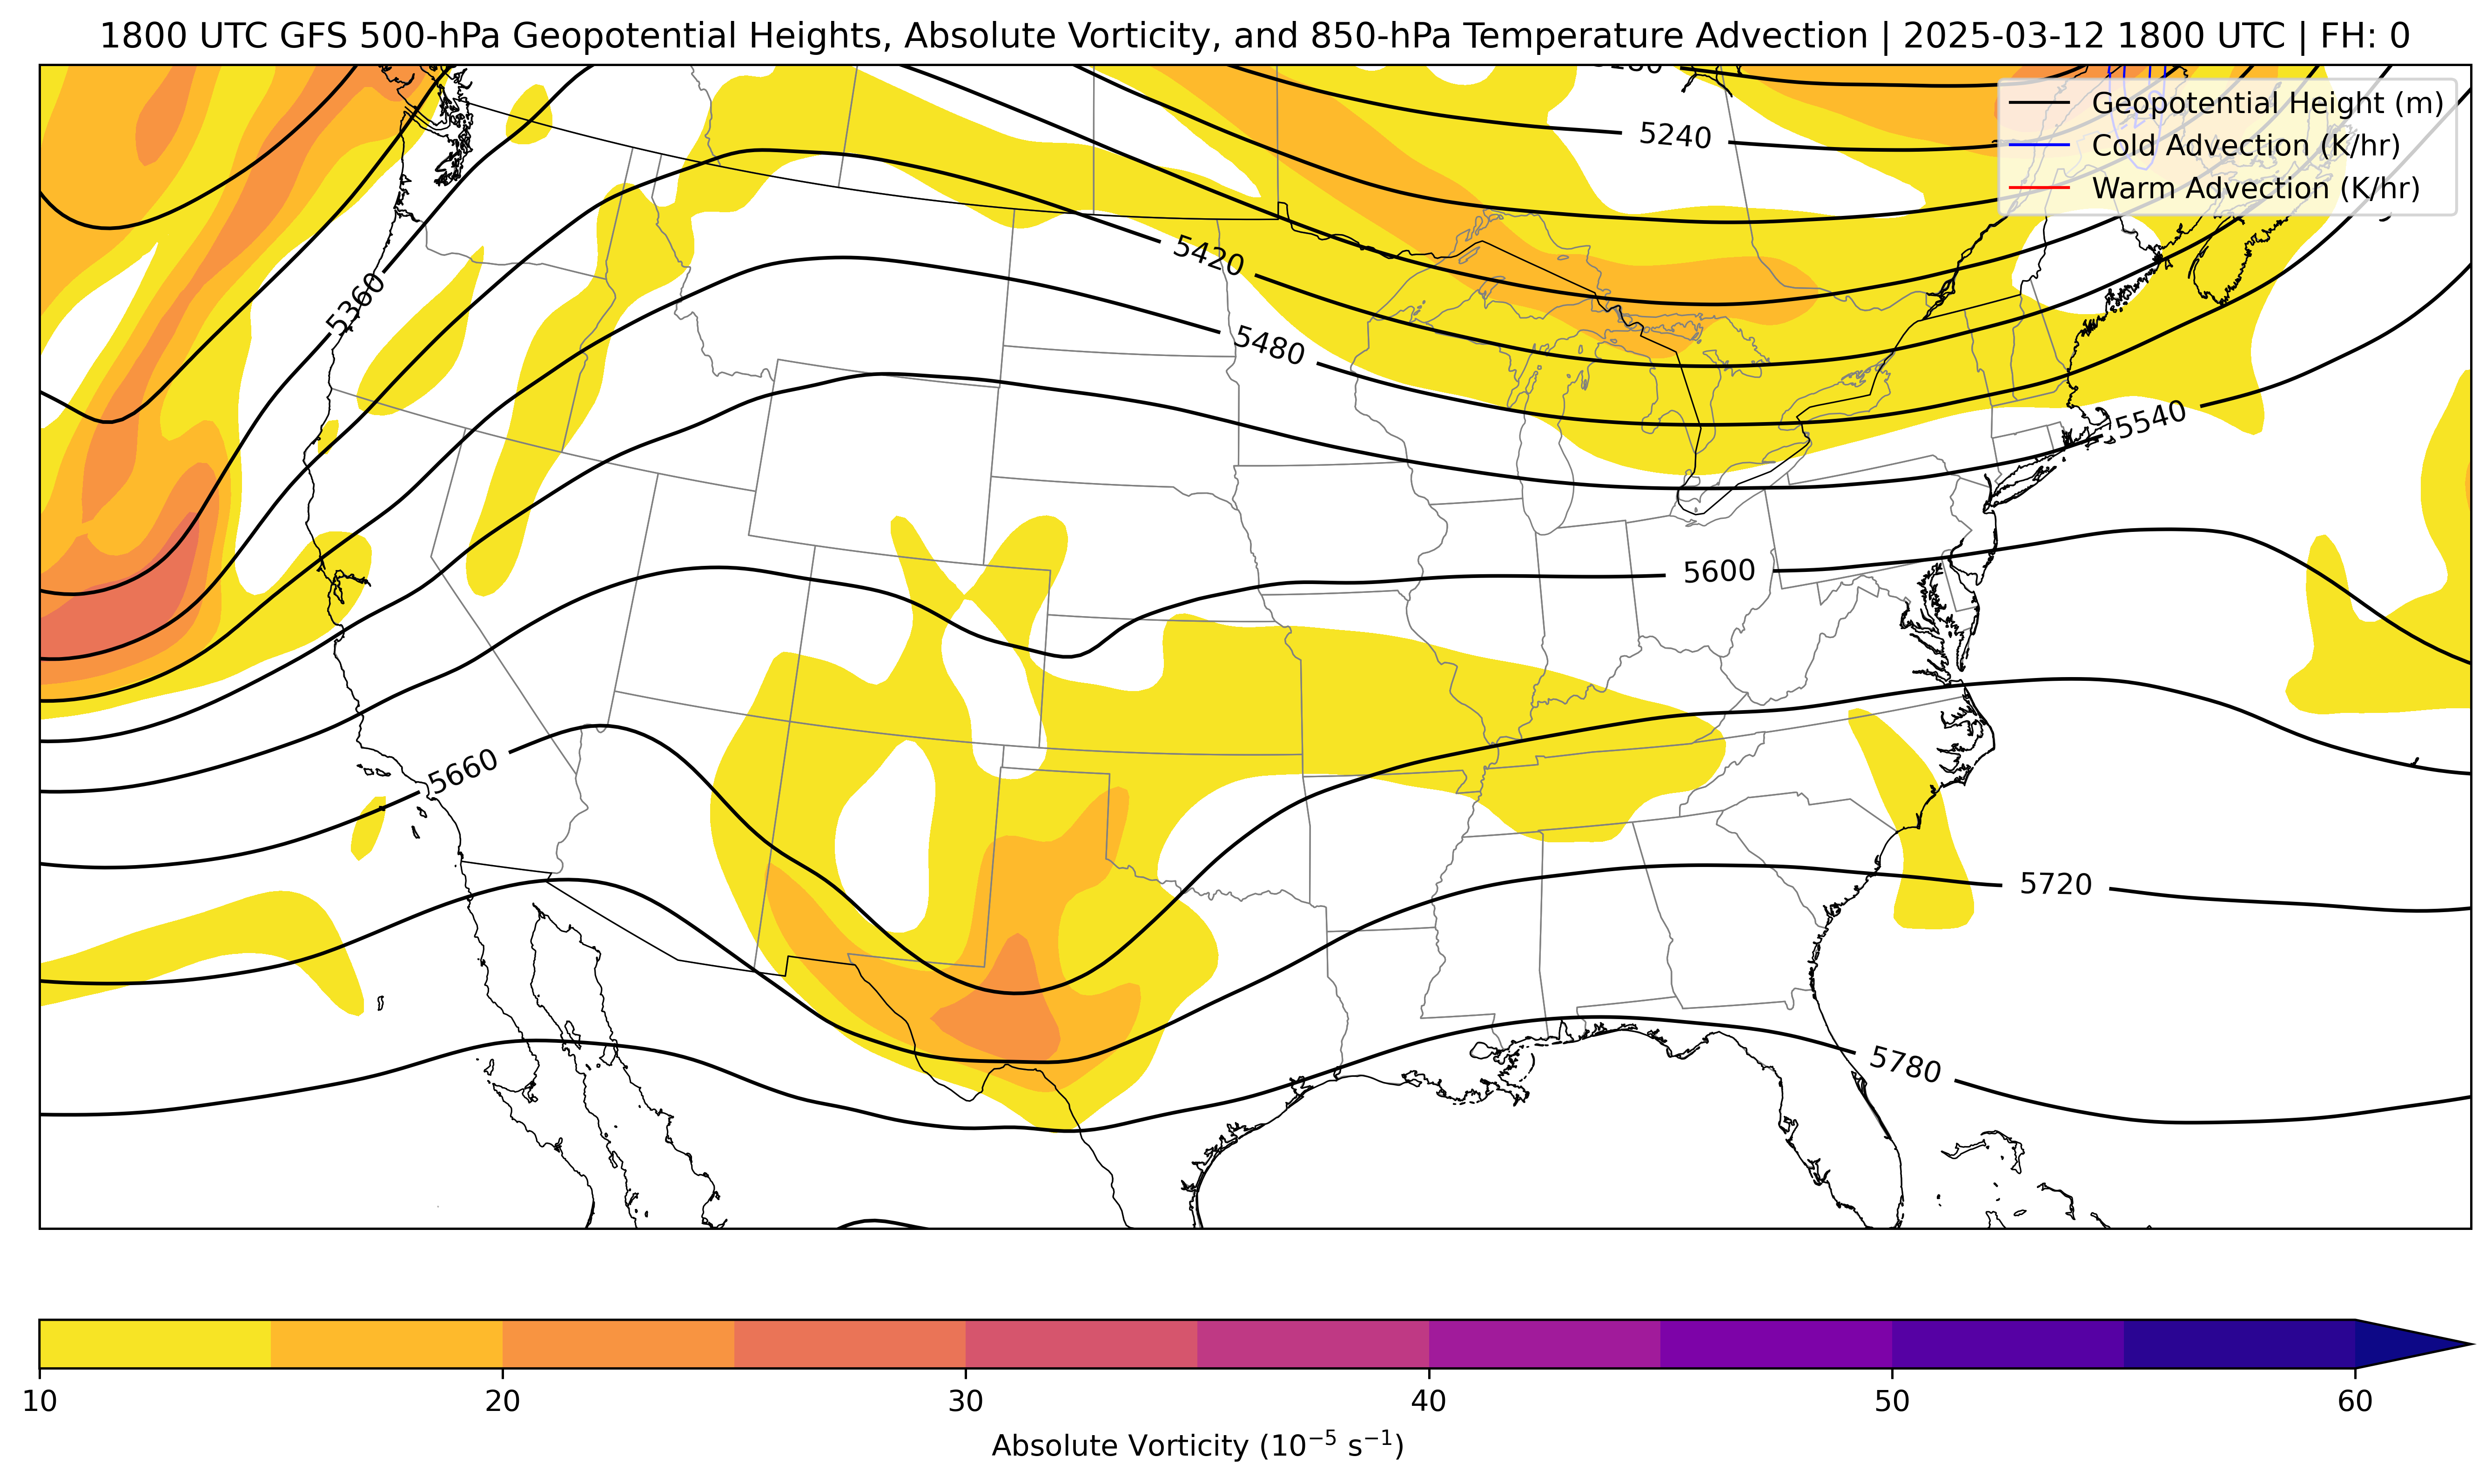 1800 UTC GFS 500-hPa Geopotential Heights, Absolute Vorticity, and 850-hPa Temperature Advection | 2025-03-12 1800 UTC | FH: 0
Geopotential Height (m)
Cold Advection (K/hr)
Warm Advection (K/hr)
5240
5420
5360
5480
5540
5600
5660
5720
5780
10 20 30 40 50 60
Absolute Vorticity (10⁻⁵ s⁻¹)